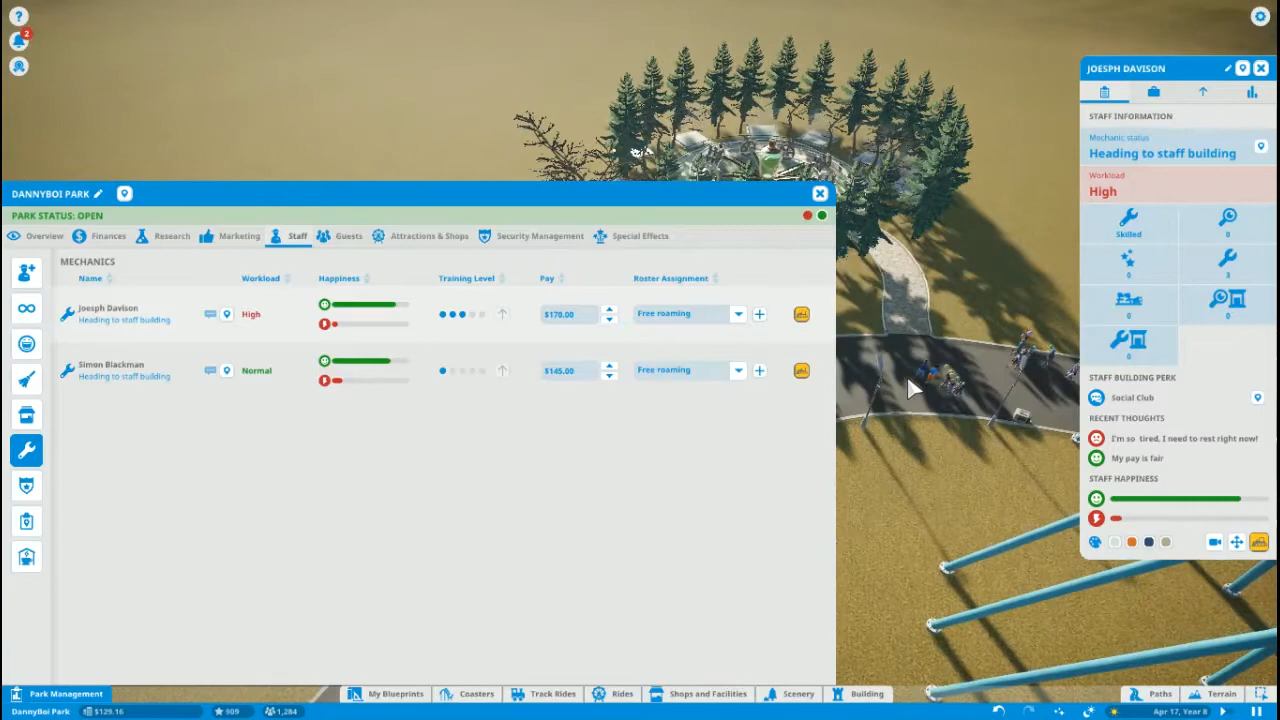 ?
2
JOESPH DAVISON
STAFF INFORMATION
Mechanic status
Heading to staff building
Workload
High
Skilled
0
0
3
0
0
0
STAFF BUILDING PERK
Social Club
RECENT THOUGHTS
I'm so tired, I need to rest right now!
My pay is fair
STAFF HAPPINESS
DANNYBOI PARK
PARK STATUS: OPEN
Overview Finances Research Marketing Staff Guests Attractions & Shops Security Management Special Effects
MECHANICS
Name Workload Happiness Training Level Pay Roster Assignment
Joesph Davison
Heading to staff building
High $170.00 Free roaming
Simon Blackman
Heading to staff building
Normal $145.00 Free roaming
Park Management My Blueprints Coasters Track Rides Rides Shops and Facilities Scenery Building Paths Terrain
DannyBoi Park $129.16 909 1,284 Apr 17, Year 8